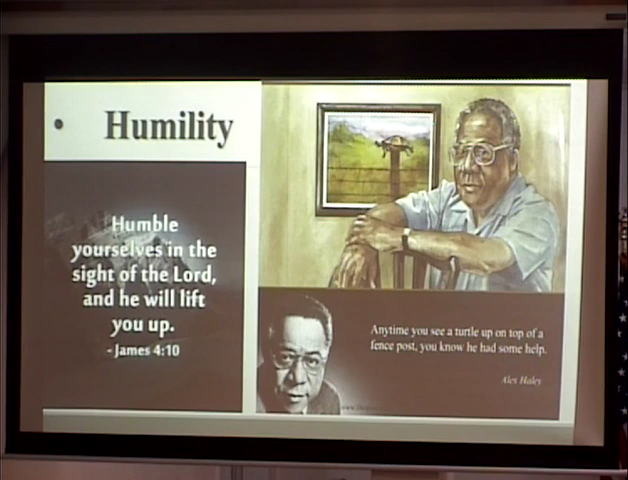 • Humility
Humble
yourselves in the
sight of the Lord,
and he will lift
you up.
- James 4:10
Anytime you see a turtle up on top of a
fence post, you know he had some help.
Alex Haley